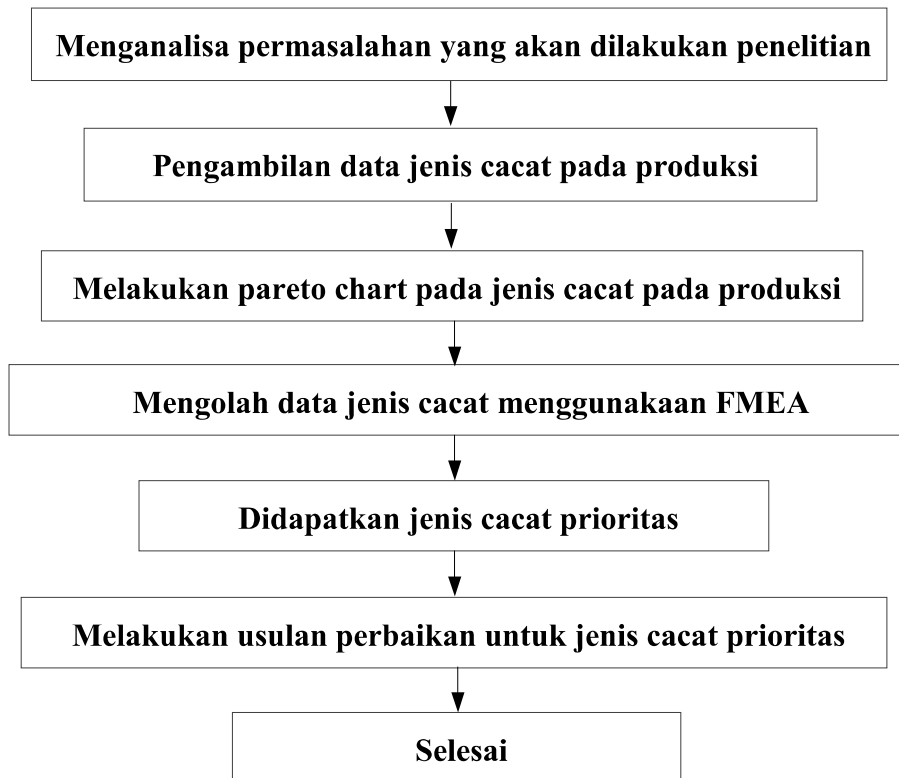 Menganalisa permasalahan yang akan dilakukan penelitian
Pengambilan data jenis cacat pada produksi
Melakukan pareto chart pada jenis cacat pada produksi
Mengolah data jenis cacat menggunakaan FMEA
Didapatkan jenis cacat prioritas
Melakukan usulan perbaikan untuk jenis cacat prioritas
Selesai